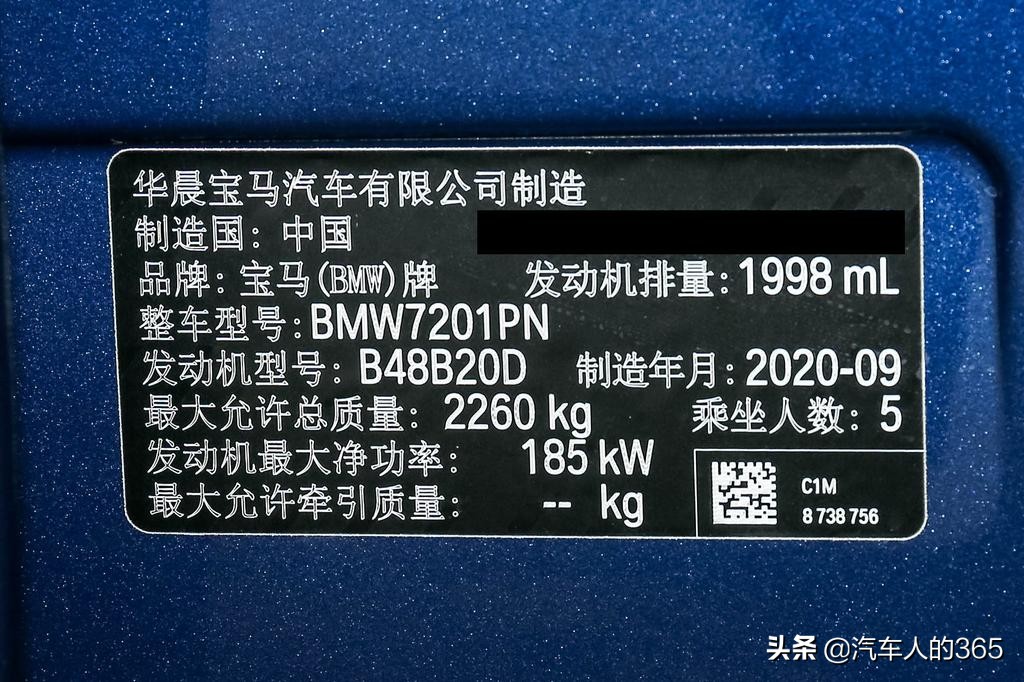 华晨宝马汽车有限公司制造
制造国：中国
品牌：宝马(BMW)牌 发动机排量：1998 mL
整车型号：BMW7201PN
发动机型号：B48B20D 制造年月：2020-09
最大允许总质量：2260 kg 乘坐人数：5
发动机最大净功率：185 kW
最大允许牵引质量：-- kg
C1M
8 738 756
头条 @汽车人的365